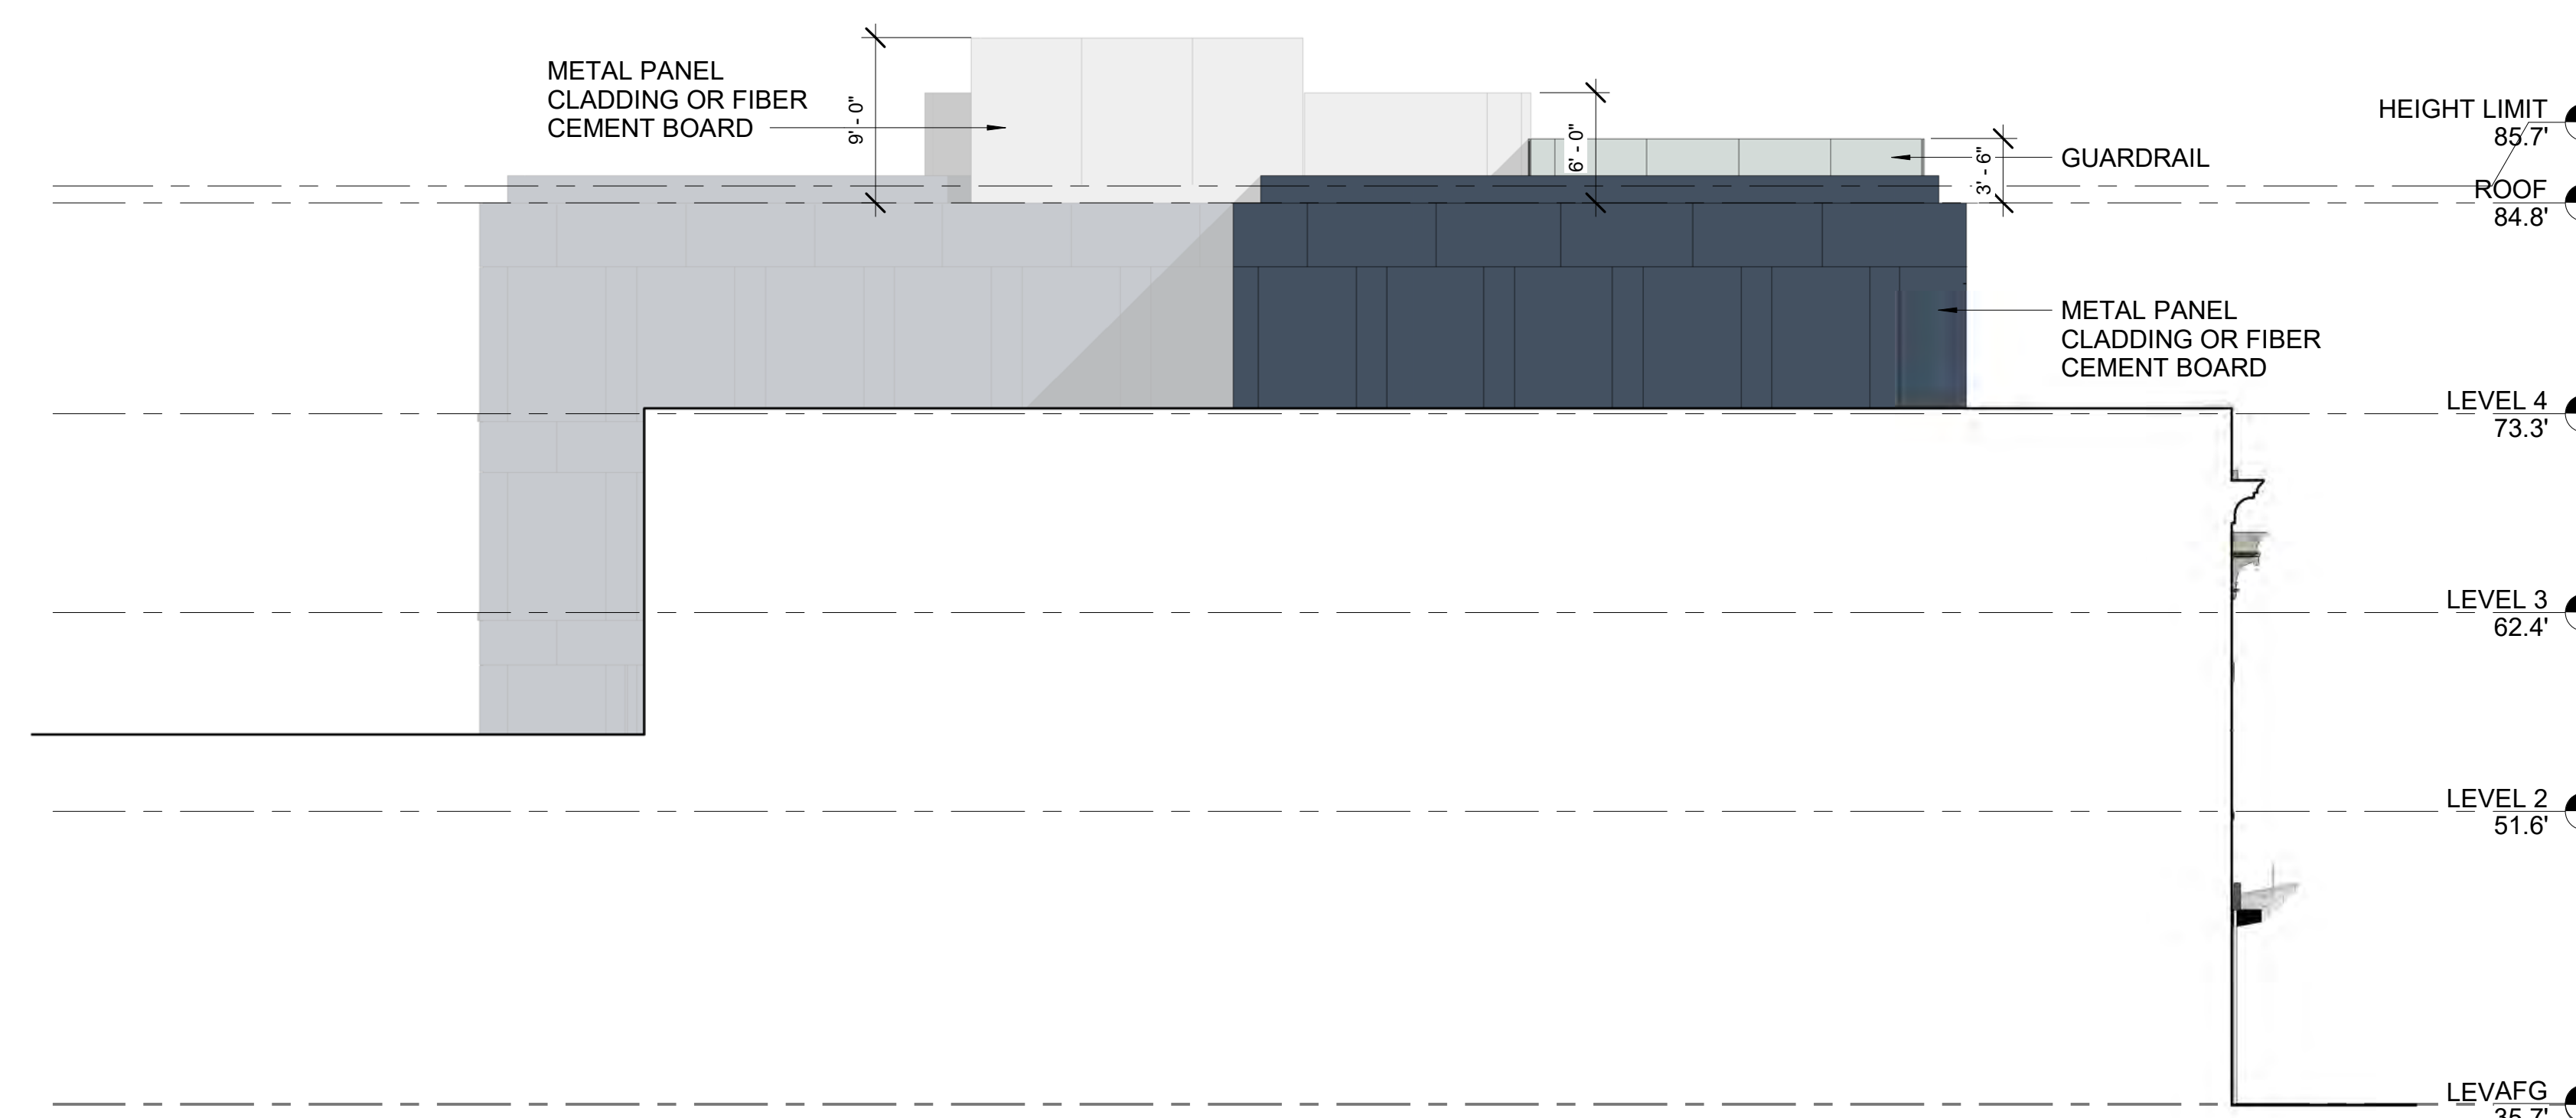 METAL PANEL
CLADDING OR FIBER
CEMENT BOARD
9' - 0"
6' - 0"
3' - 6"
GUARDRAIL
HEIGHT LIMIT
85.7'
ROOF
84.8'
METAL PANEL
CLADDING OR FIBER
CEMENT BOARD
LEVEL 4
73.3'
LEVEL 3
62.4'
LEVEL 2
51.6'
LEVAFG
35.7'